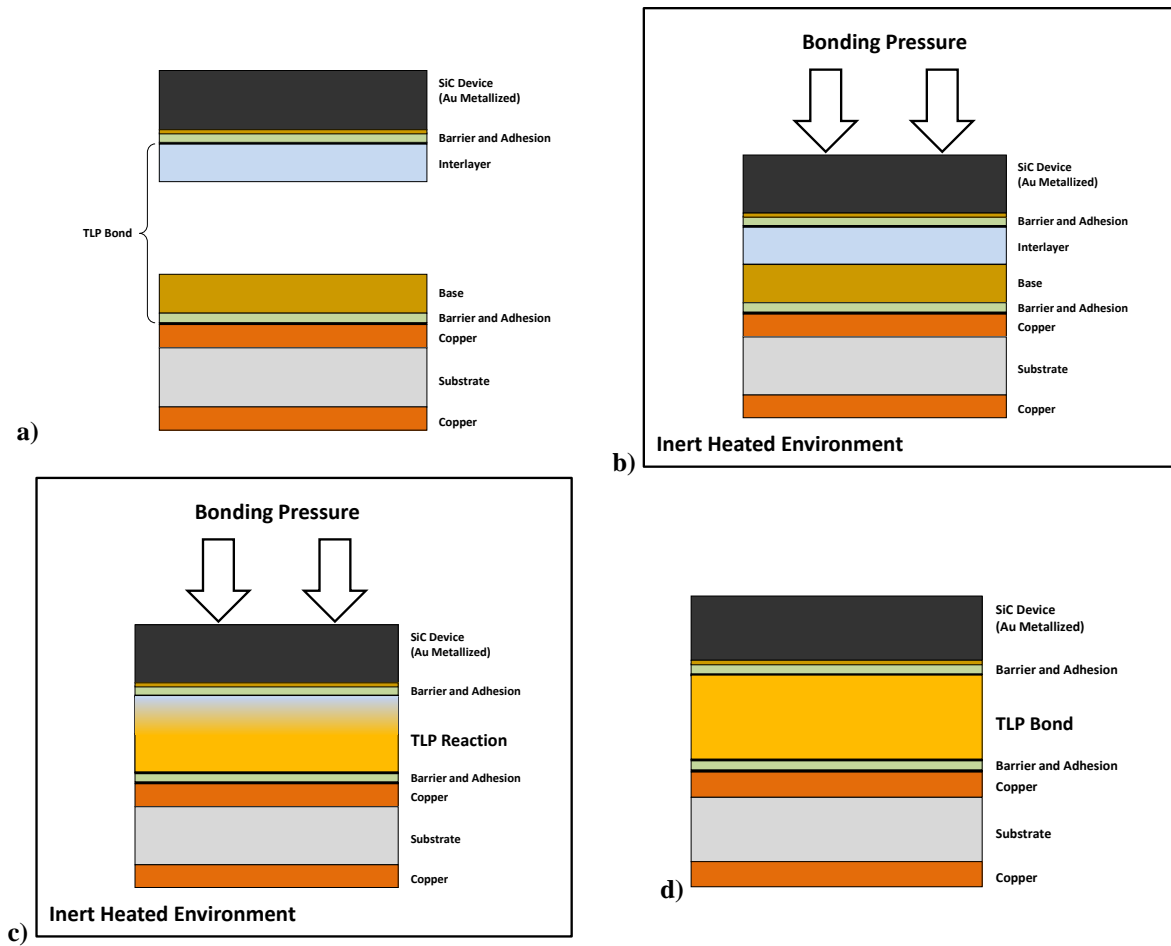 SiC Device
(Au Metallized)
Barrier and Adhesion
Interlayer
TLP Bond
Base
Barrier and Adhesion
Copper
Substrate
Copper
a)
Bonding Pressure
SiC Device
(Au Metallized)
Barrier and Adhesion
Interlayer
Base
Barrier and Adhesion
Copper
Substrate
Copper
Inert Heated Environment
b)
Bonding Pressure
SiC Device
(Au Metallized)
Barrier and Adhesion
TLP Reaction
Barrier and Adhesion
Copper
Substrate
Copper
Inert Heated Environment
c)
SiC Device
(Au Metallized)
Barrier and Adhesion
TLP Bond
Barrier and Adhesion
Copper
Substrate
Copper
d)